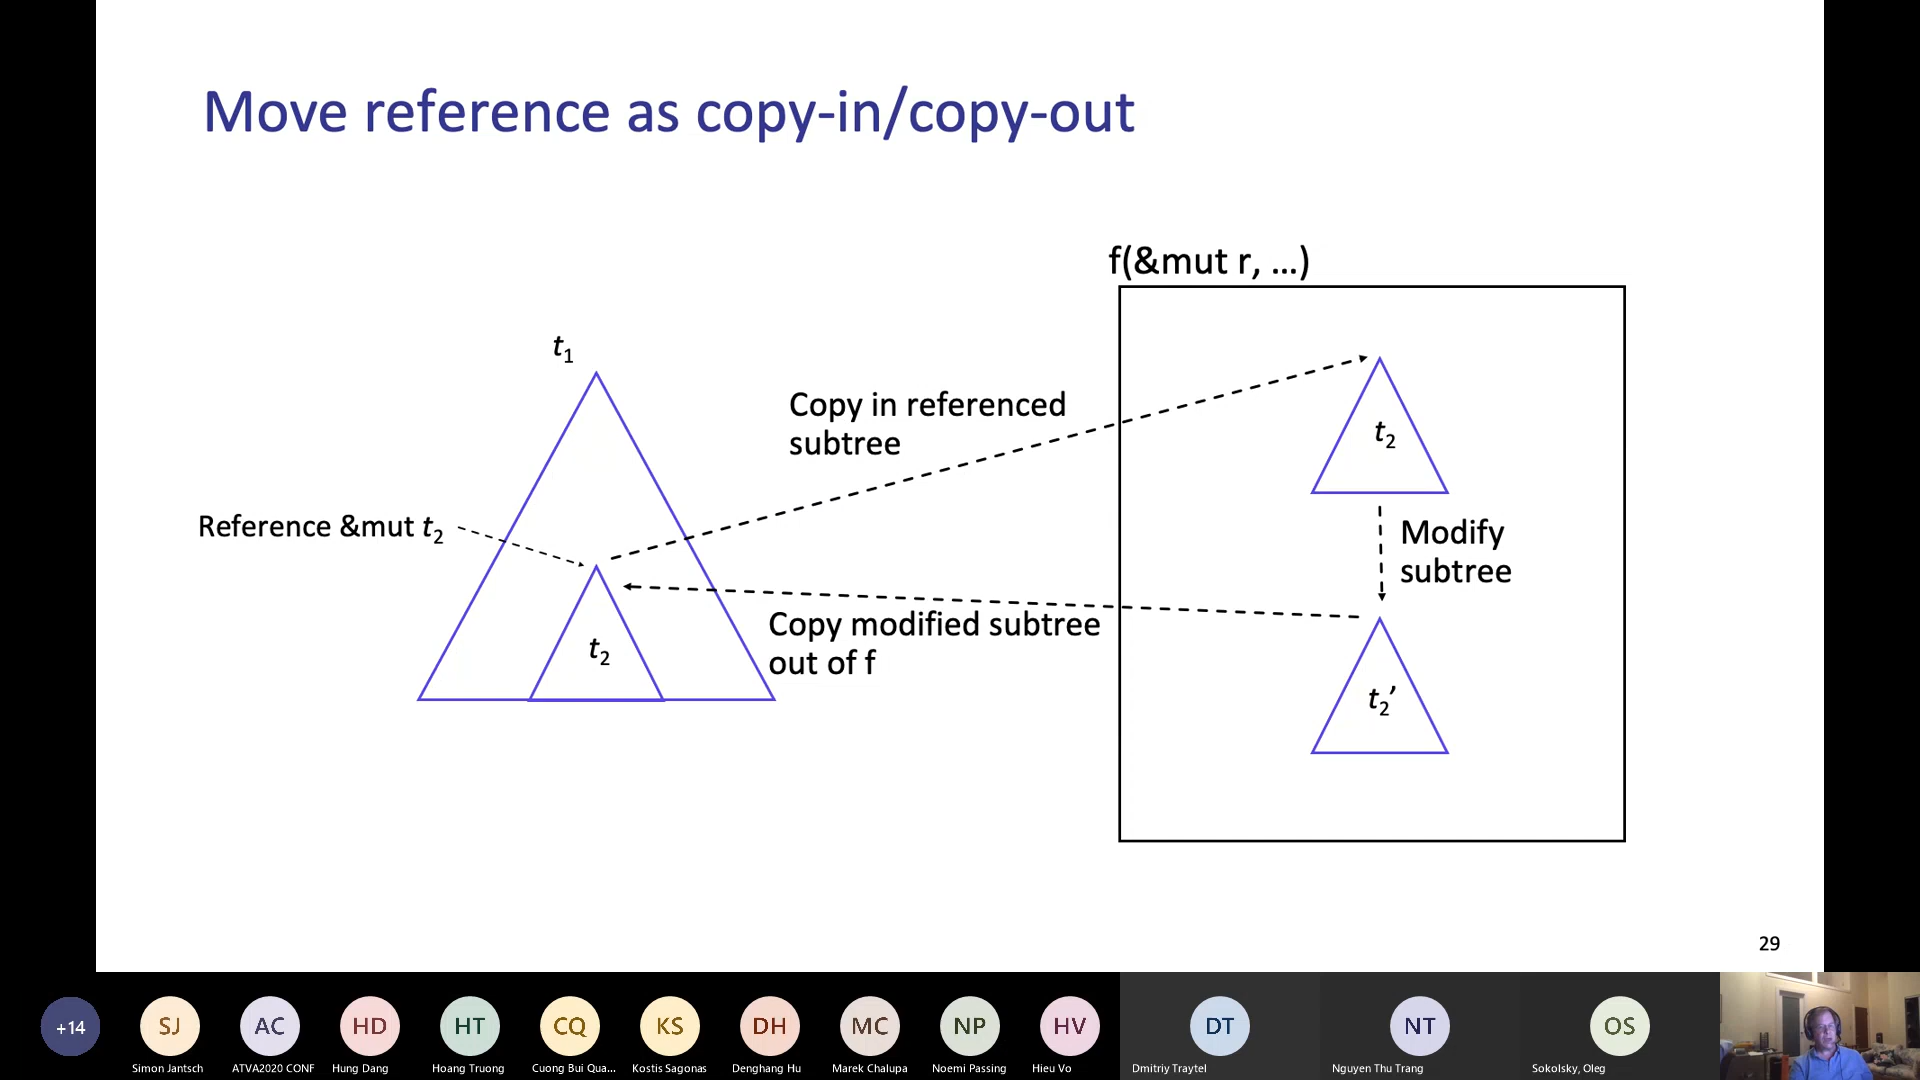 Move reference as copy-in/copy-out
f(&mut r, ...)
t1
Copy in referenced
subtree
t2
Reference &mut t2
Modify
subtree
Copy modified subtree
out of f
t2
t2’
29
+14
SJ
AC
HD
HT
CQ
KS
DH
MC
NP
HV
DT
NT
OS
Simon Jantsch
ATVA2020 CONF
Hung Dang
Hoang Truong
Cuong Bui Qua...
Kostis Sagonas
Denghang Hu
Marek Chalupa
Noemi Passing
Hieu Vo
Dmitriy Traytel
Nguyen Thu Trang
Sokolsky, Oleg